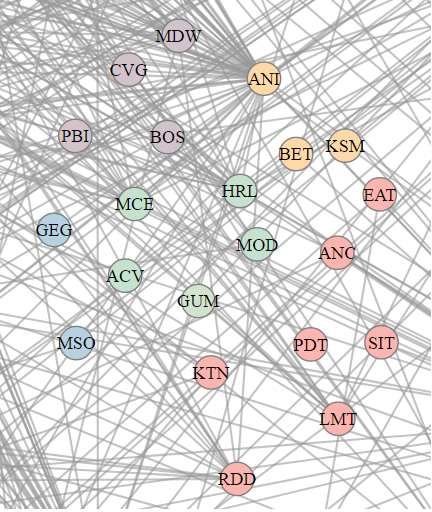 MDW
CVG
ANI
PBI
BOS
BET
KSM
HRL
EAT
MCE
GEG
MOD
ANC
ACV
GUM
MSO
PDT
SIT
KTN
LMT
RDD